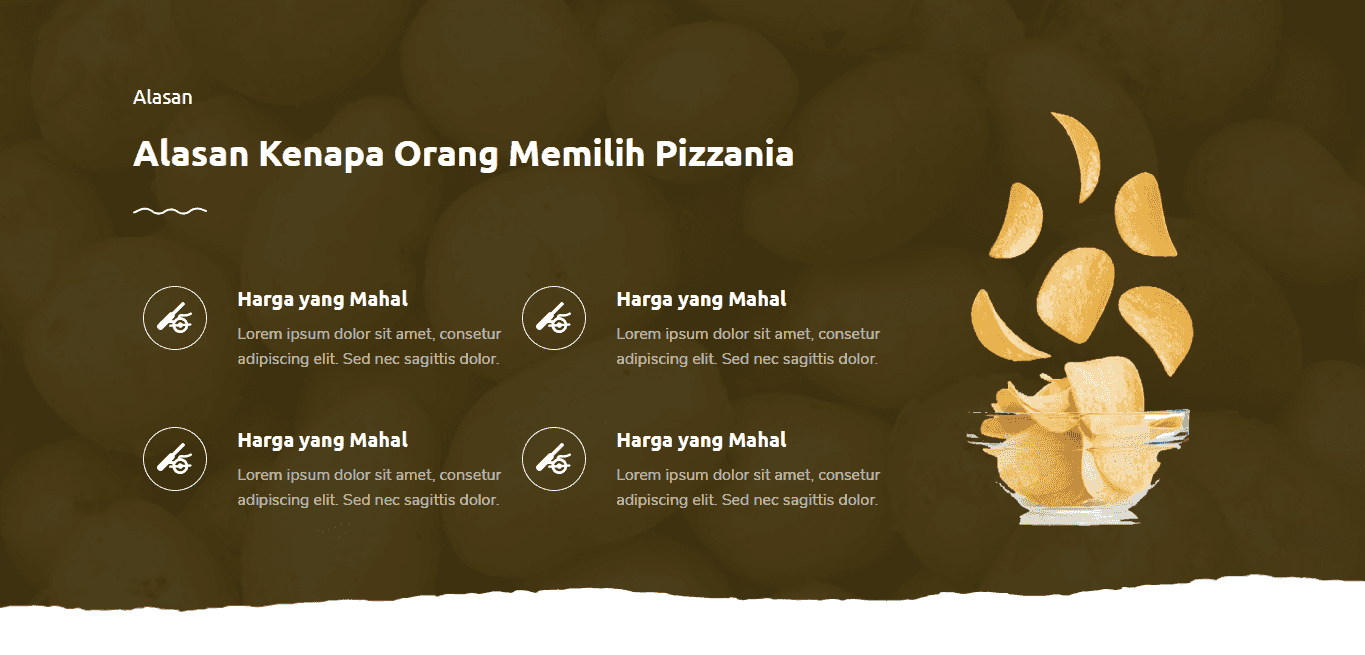 Alasan
Alasan Kenapa Orang Memilih Pizzania
Harga yang Mahal
Lorem ipsum dolor sit amet, consetur
adipiscing elit. Sed nec sagittis dolor.
Harga yang Mahal
Lorem ipsum dolor sit amet, consetur
adipiscing elit. Sed nec sagittis dolor.
Harga yang Mahal
Lorem ipsum dolor sit amet, consetur
adipiscing elit. Sed nec sagittis dolor.
Harga yang Mahal
Lorem ipsum dolor sit amet, consetur
adipiscing elit. Sed nec sagittis dolor.